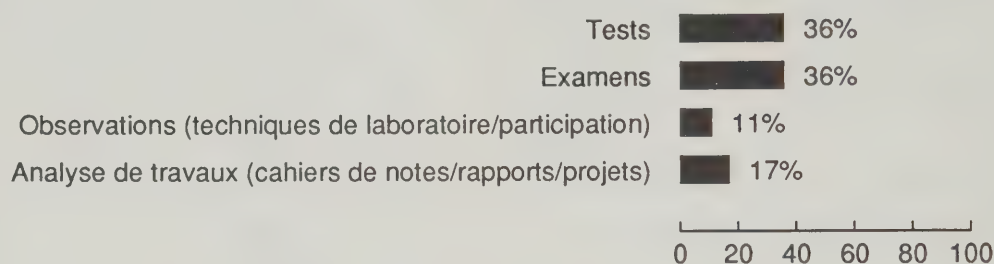 Tests 36%
Examens 36%
Observations (techniques de laboratoire/participation) 11%
Analyse de travaux (cahiers de notes/rapports/projets) 17%
0 20 40 60 80 100